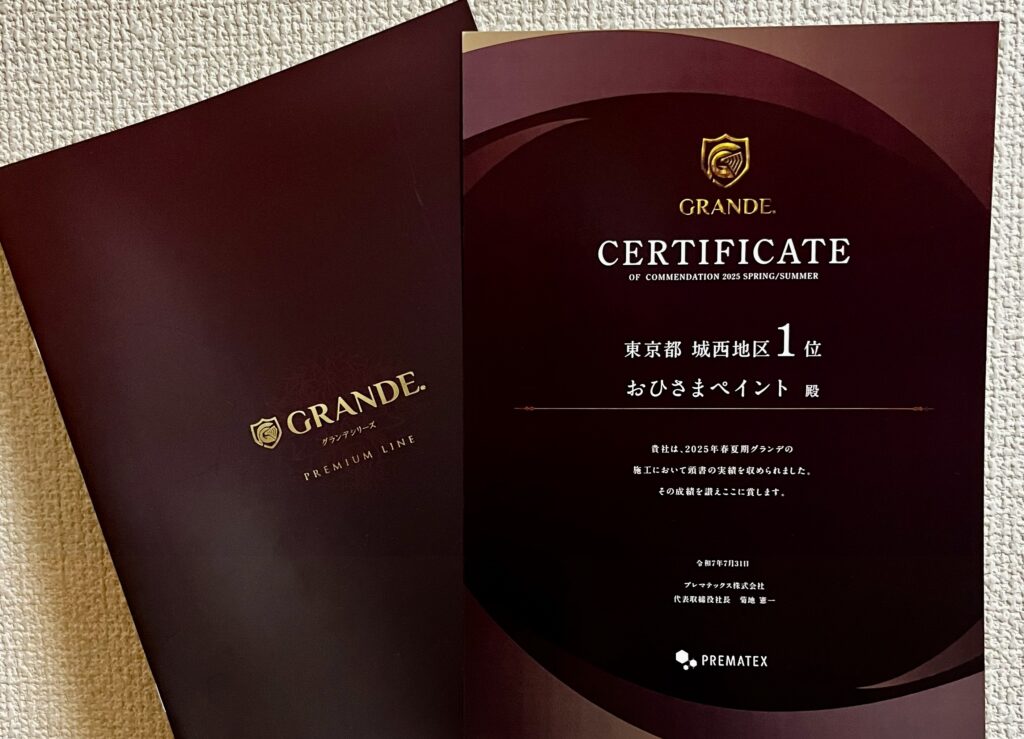 GRANDE®
グランデシリーズ
PREMIUM LINE
GRANDE®
CERTIFICATE
OF COMMENDATION 2025 SPRING/SUMMER
東京都 城西地区 1 位
おひさまペイント 殿
貴社は、2025年春夏期グランデの
施工において頭書の実績を収められました。
その成績を讃えここに賞します。
令和7年7月31日
プレマテックス株式会社
代表取締役社長 菊地 憲一
PREMATEX